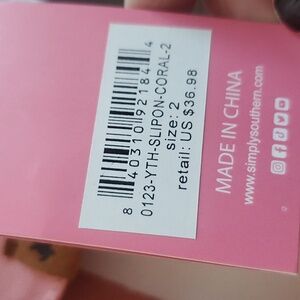 8 40310 92184 4
0123-YTH-SLIPON-CORAL-2
size: 2
retail: US $36.98
MADE IN CHINA
www.simplysouthern.com